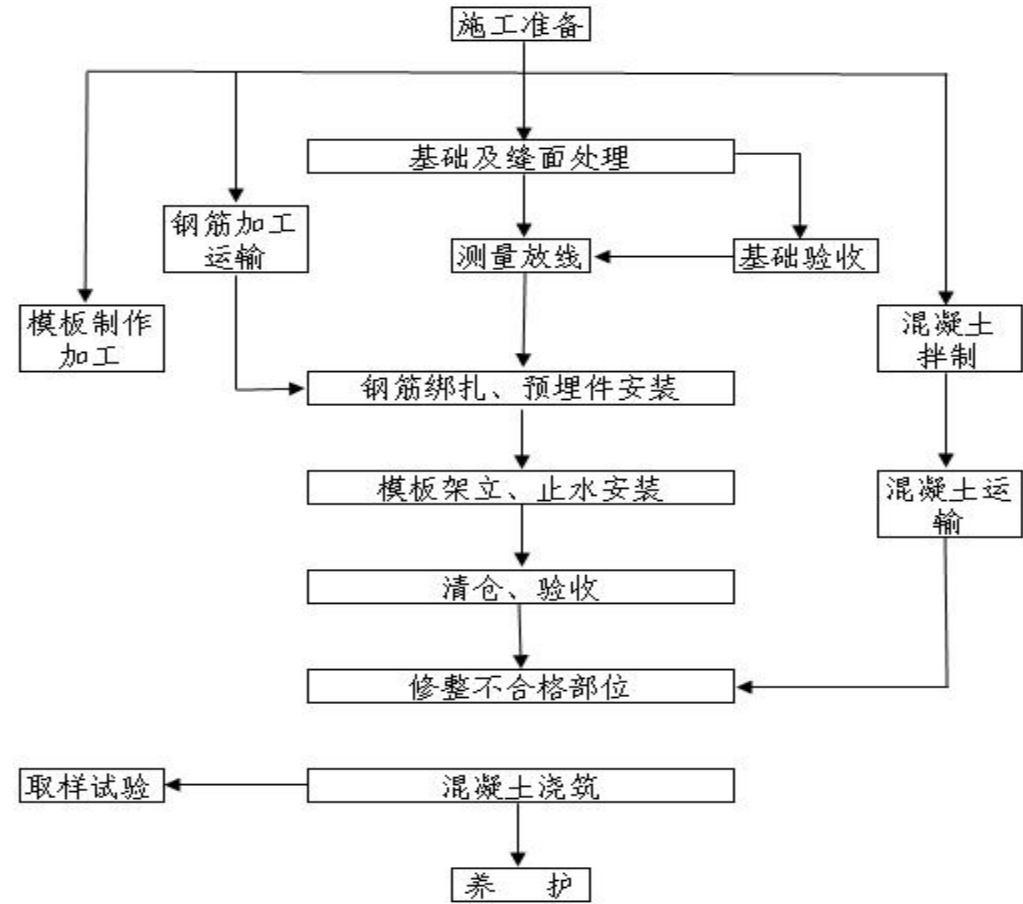 施工准备
基础及缝面处理
钢筋加工
运输
测量放线
基础验收
模板制作
加工
混凝土
拌制
钢筋绑扎、预埋件安装
模板架立、止水安装
混凝土运
输
清仓、验收
修整不合格部位
取样试验
混凝土浇筑
养 护